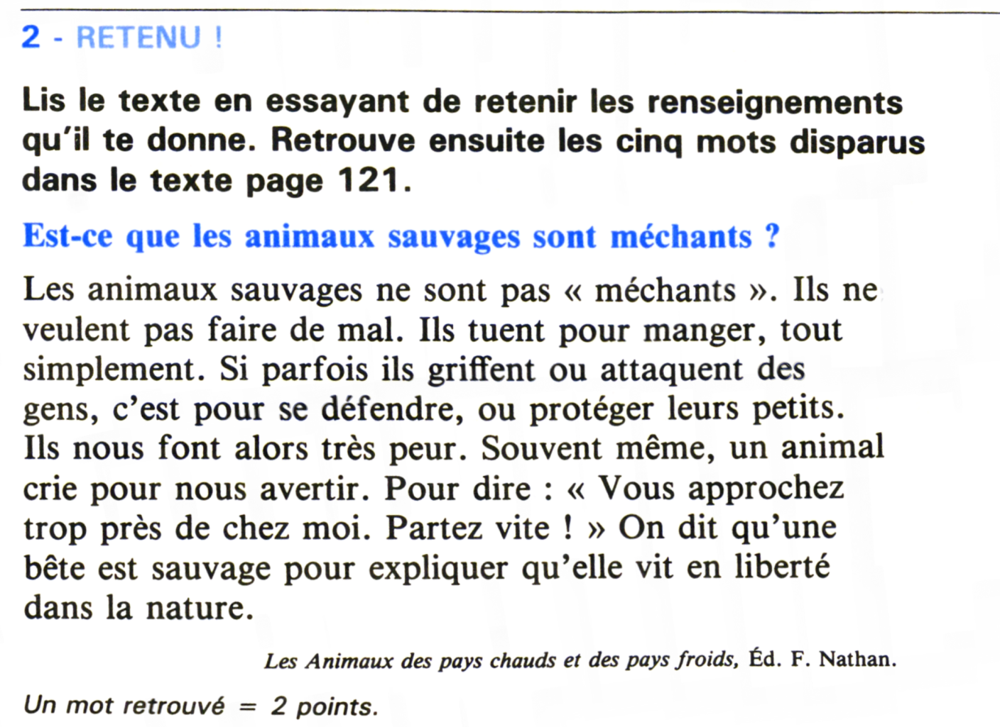 2 - RETENU !
Lis le texte en essayant de retenir les renseignements
qu'il te donne. Retrouve ensuite les cinq mots disparus
dans le texte page 121.
Est-ce que les animaux sauvages sont méchants ?
Les animaux sauvages ne sont pas « méchants ». Ils ne
veulent pas faire de mal. Ils tuent pour manger, tout
simplement. Si parfois ils griffent ou attaquent des
gens, c'est pour se défendre, ou protéger leurs petits.
Ils nous font alors très peur. Souvent même, un animal
crie pour nous avertir. Pour dire : « Vous approchez
trop près de chez moi. Partez vite ! » On dit qu'une
bête est sauvage pour expliquer qu'elle vit en liberté
dans la nature.
Les Animaux des pays chauds et des pays froids, Éd. F. Nathan.
Un mot retrouvé = 2 points.